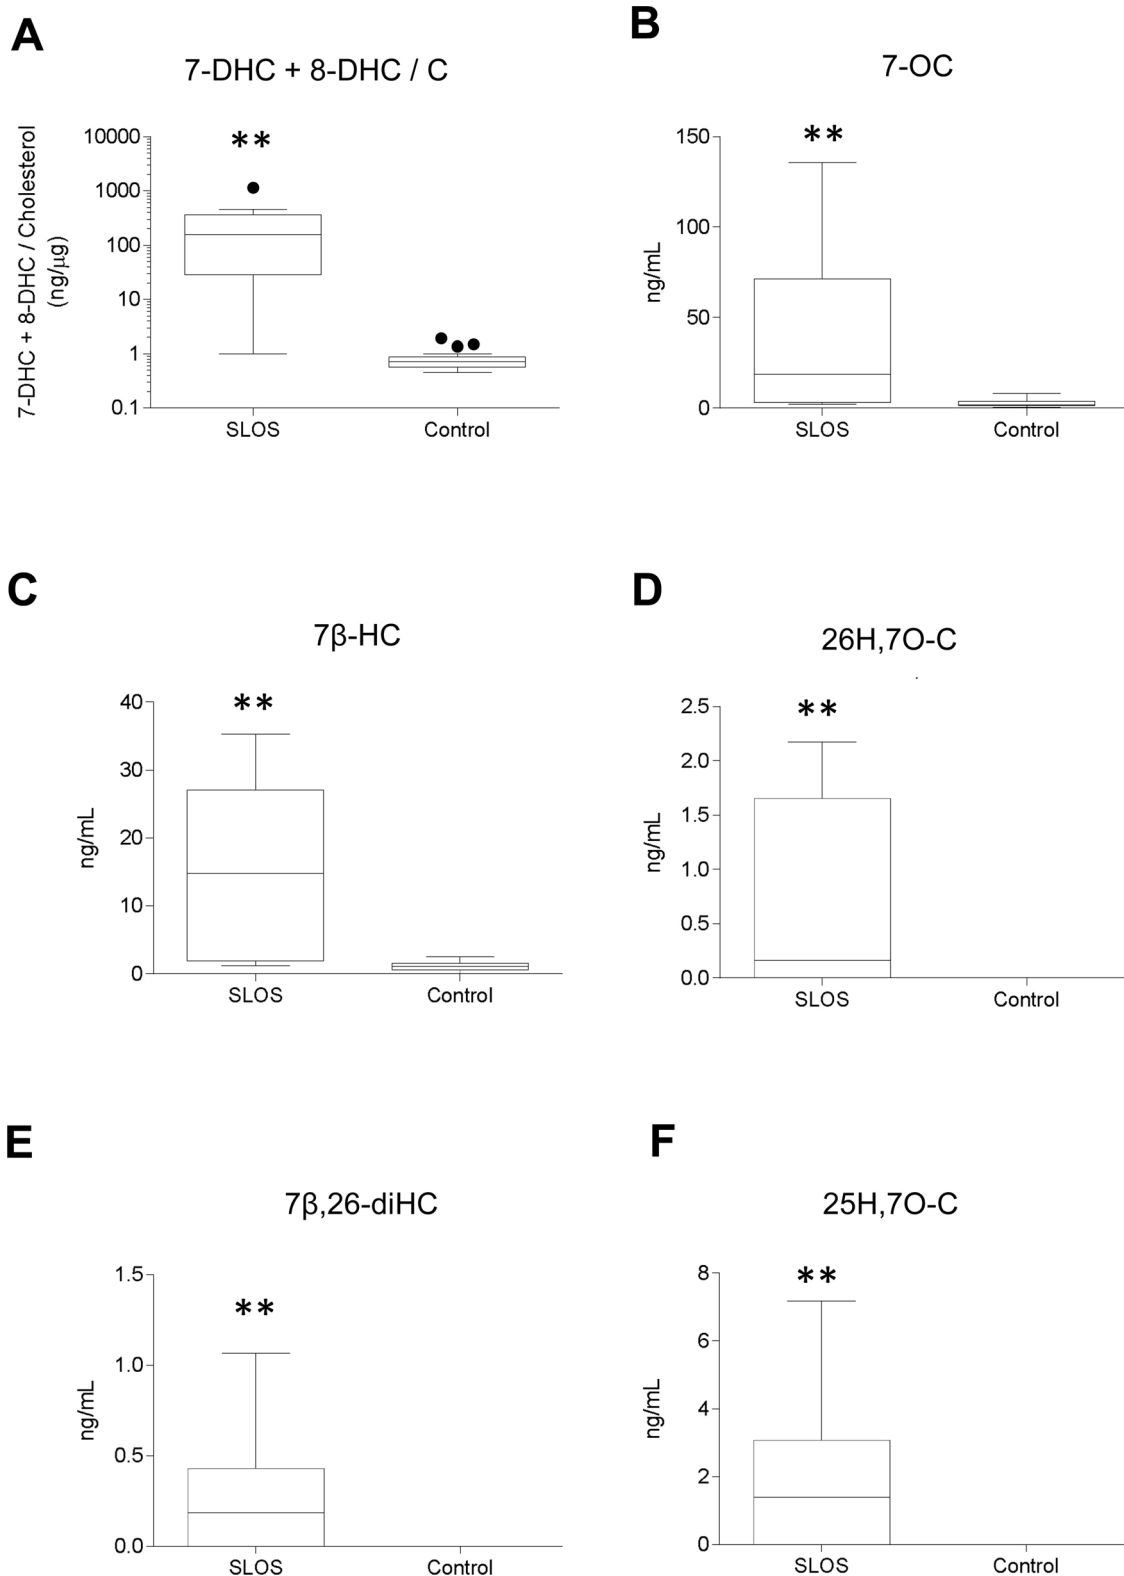 A
7-DHC + 8-DHC / C
7-DHC + 8-DHC / Cholesterol
(ng/µg)
10000
1000
100
10
1
0.1
**
SLOS
Control
B
7-OC
ng/mL
150
100
50
0
**
SLOS
Control
C
7β-HC
ng/mL
40
30
20
10
0
**
SLOS
Control
D
26H,7O-C
ng/mL
2.5
2.0
1.5
1.0
0.5
0.0
**
SLOS
Control
E
7β,26-diHC
ng/mL
1.5
1.0
0.5
0.0
**
SLOS
Control
F
25H,7O-C
ng/mL
8
6
4
2
0
**
SLOS
Control